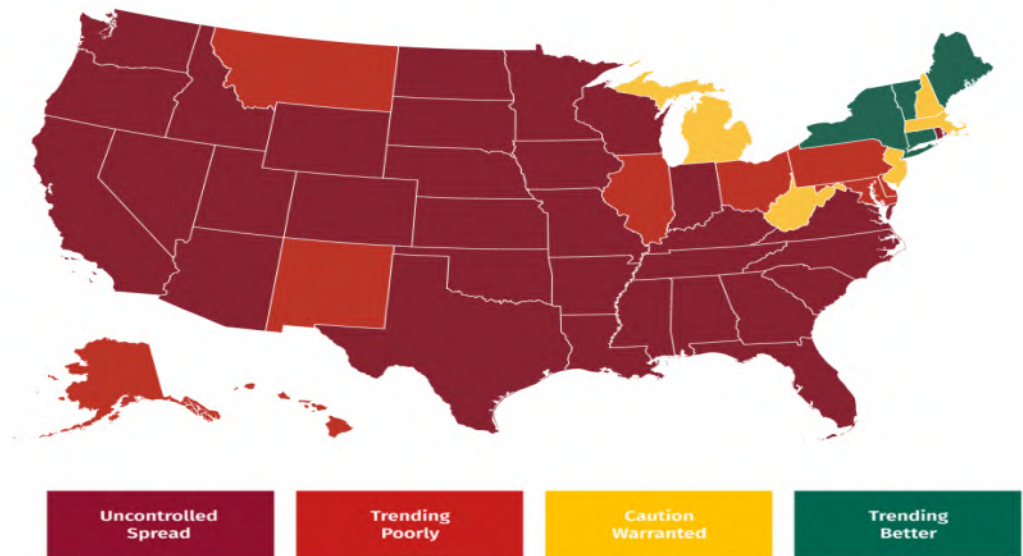 Uncontrolled
Spread
Trending
Poorly
Caution
Warranted
Trending
Better